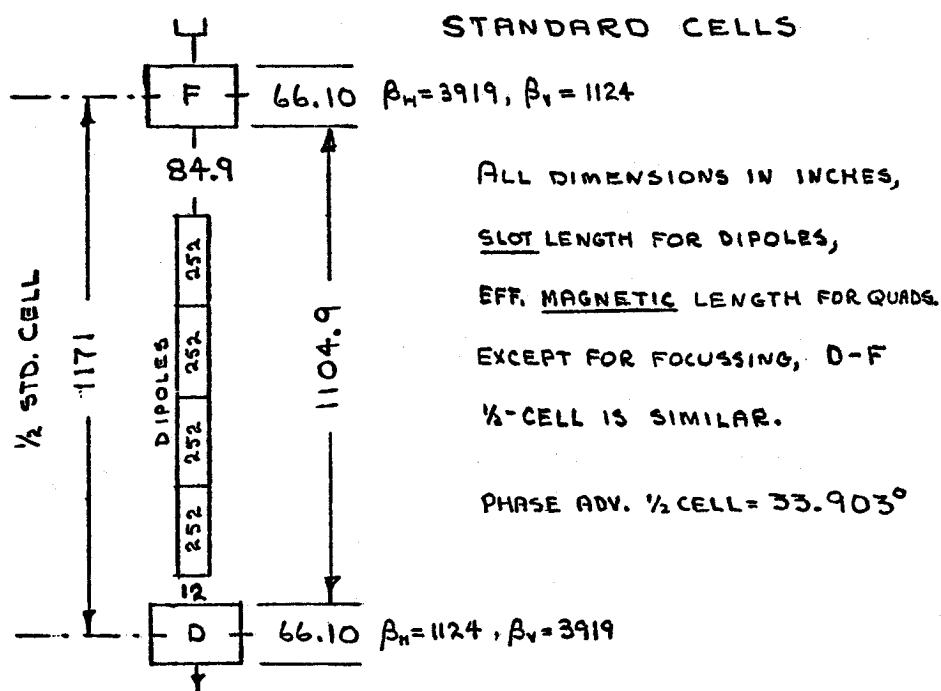 STANDARD CELLS
F
66.10 βH=3919, βV=1124
84.9
ALL DIMENSIONS IN INCHES,
SLOT LENGTH FOR DIPOLES,
EFF. MAGNETIC LENGTH FOR QUADS.
EXCEPT FOR FOCUSSING, D-F
½-CELL IS SIMILAR.
PHASE ADV. ½ CELL = 33.903°
½ STD. CELL
1171
DIPOLES
252
252
252
252
1104.9
12
D
66.10 βH=1124, βV=3919